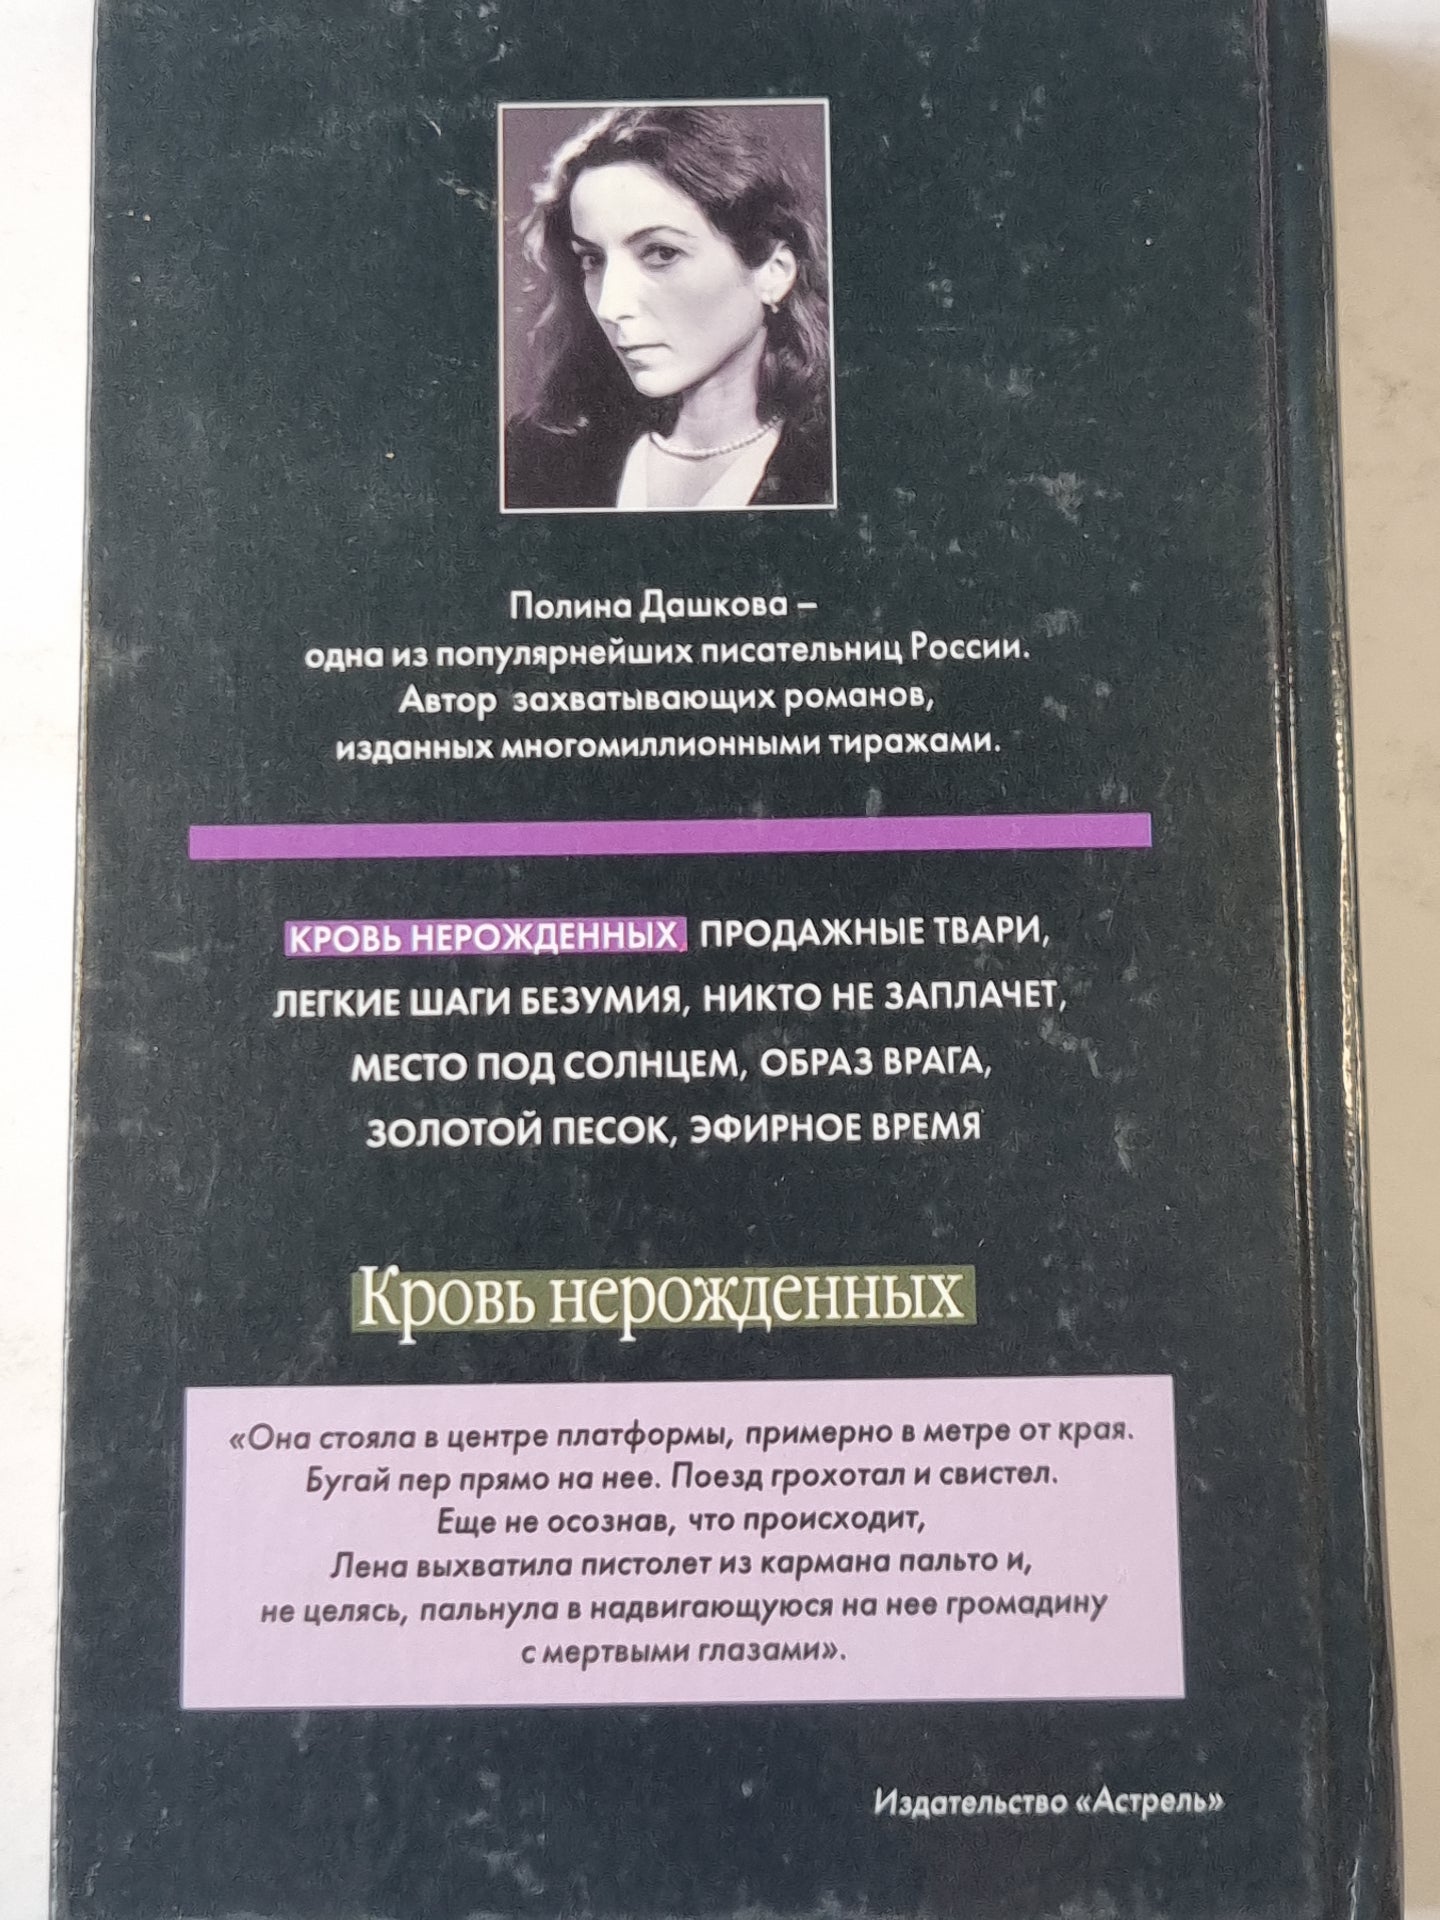 Полина Дашкова –
одна из популярнейших писательниц России.
Автор захватывающих романов,
изданных многомиллионными тиражами.
КРОВЬ НЕРОЖДЕННЫХ, ПРОДАЖНЫЕ ТВАРИ,
ЛЕГКИЕ ШАГИ БЕЗУМИЯ, НИКТО НЕ ЗАПЛАЧЕТ,
МЕСТО ПОД СОЛНЦЕМ, ОБРАЗ ВРАГА,
ЗОЛОТОЙ ПЕСОК, ЭФИРНОЕ ВРЕМЯ
Кровь нерожденных
«Она стояла в центре платформы, примерно в метре от края.
Бугай пер прямо на нее. Поезд грохотал и свистел.
Еще не осознав, что происходит,
Лена выхватила пистолет из кармана пальто и,
не целясь, пальнула в надвигающуюся на нее громадину
с мертвыми глазами».
Издательство «Астрель»